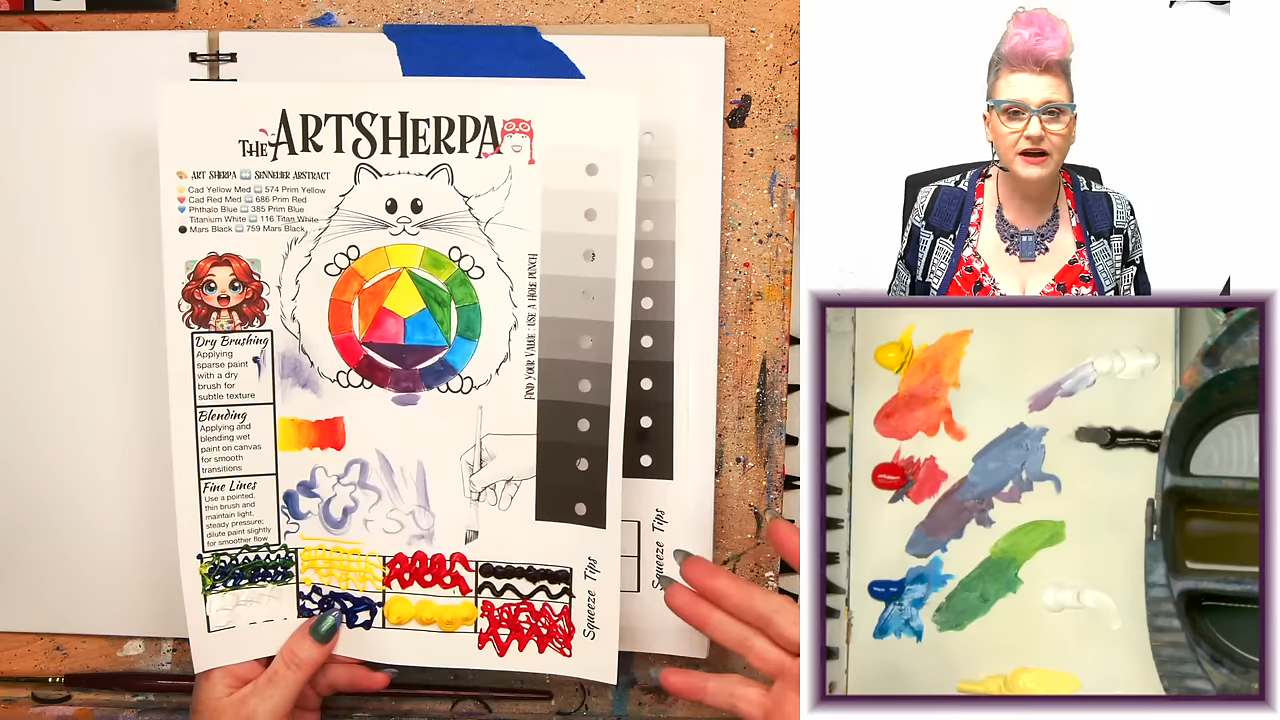 THE ARTSHERPA
ART SHERPA SENNELIER ABSTRACT
Cad Yellow Med 574 Prim Yellow
Cad Red Med 686 Prim Red
Phthalo Blue 385 Prim Blue
Titanium White 116 Titan White
Mars Black 759 Mars Black
Dry Brushing
Applying
sparse paint
with a dry
brush for
subtle texture
Blending
Applying and
blending wet
paint on canvas
for smooth
transitions
Fine Lines
Use a pointed,
thin brush and
maintain light,
steady pressure;
dilute paint slightly
for smoother flow
FIND YOUR VALUE : USE A HOLE PUNCH
Squeeze Tips
Squeeze Tips